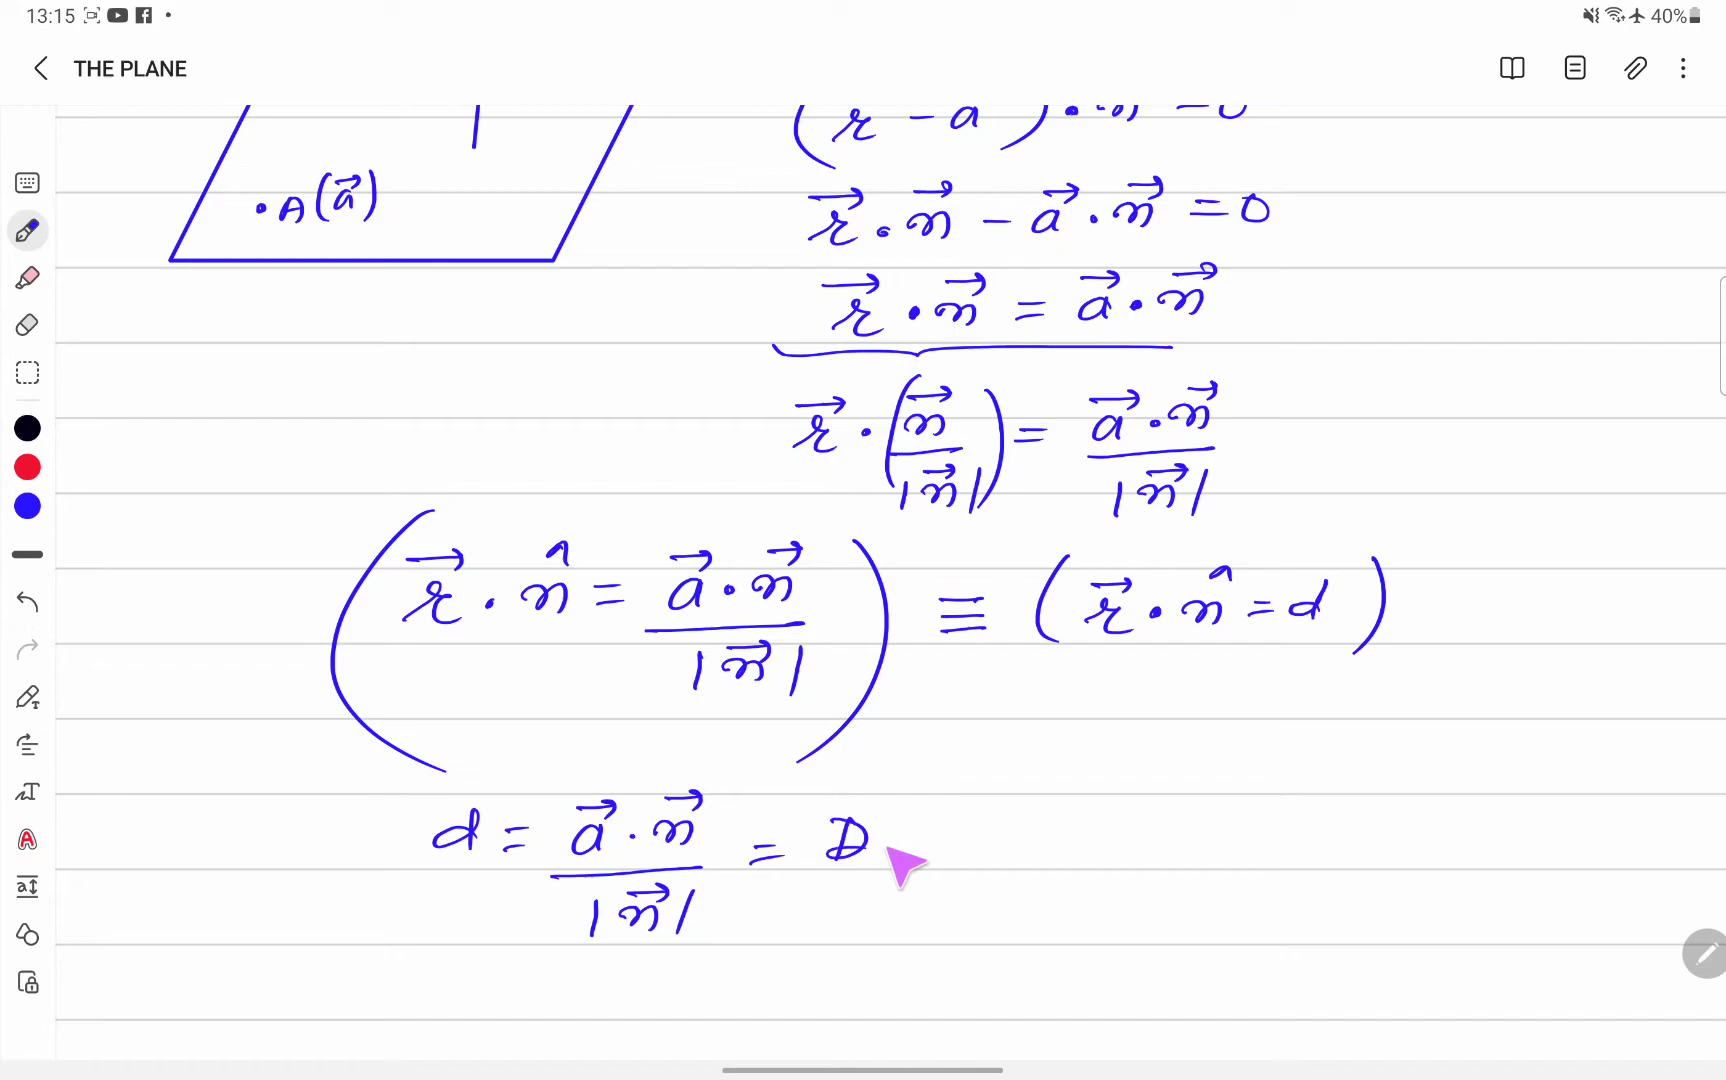 13:15
40%
THE PLANE
(r - a) · n = 0
• A(a⃗)
r⃗ · n⃗ - a⃗ · n⃗ = 0
r⃗ · n⃗ = a⃗ · n⃗
r⃗ · (n⃗ / |n⃗|) = a⃗ · n⃗ / |n⃗|
(r⃗ · n̂ = a⃗ · n⃗ / |n⃗|) ≡ (r⃗ · n̂ = d)
d = a⃗ · n⃗ / |n⃗| = D